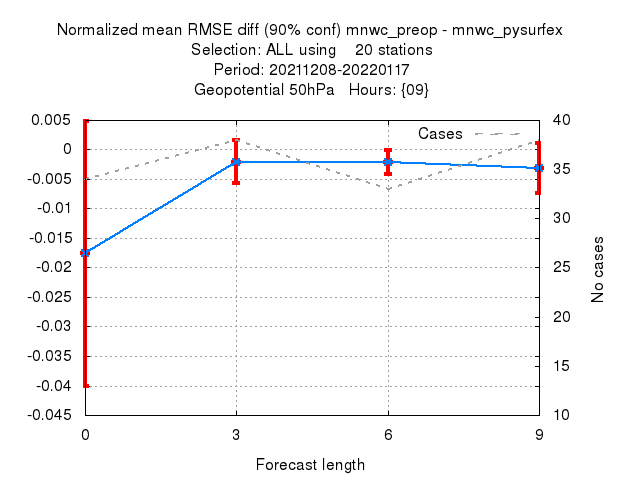 Normalized mean RMSE diff (90% conf) mnwc_preop - mnwc_pysurfex
Selection: ALL using    20 stations
Period: 20211208-20220117
Geopotential 50hPa   Hours: {09}
Cases
0.005
0
-0.005
-0.01
-0.015
-0.02
-0.025
-0.03
-0.035
-0.04
-0.045
40
35
30
25
20
15
10
No cases
0 3 6 9
Forecast length